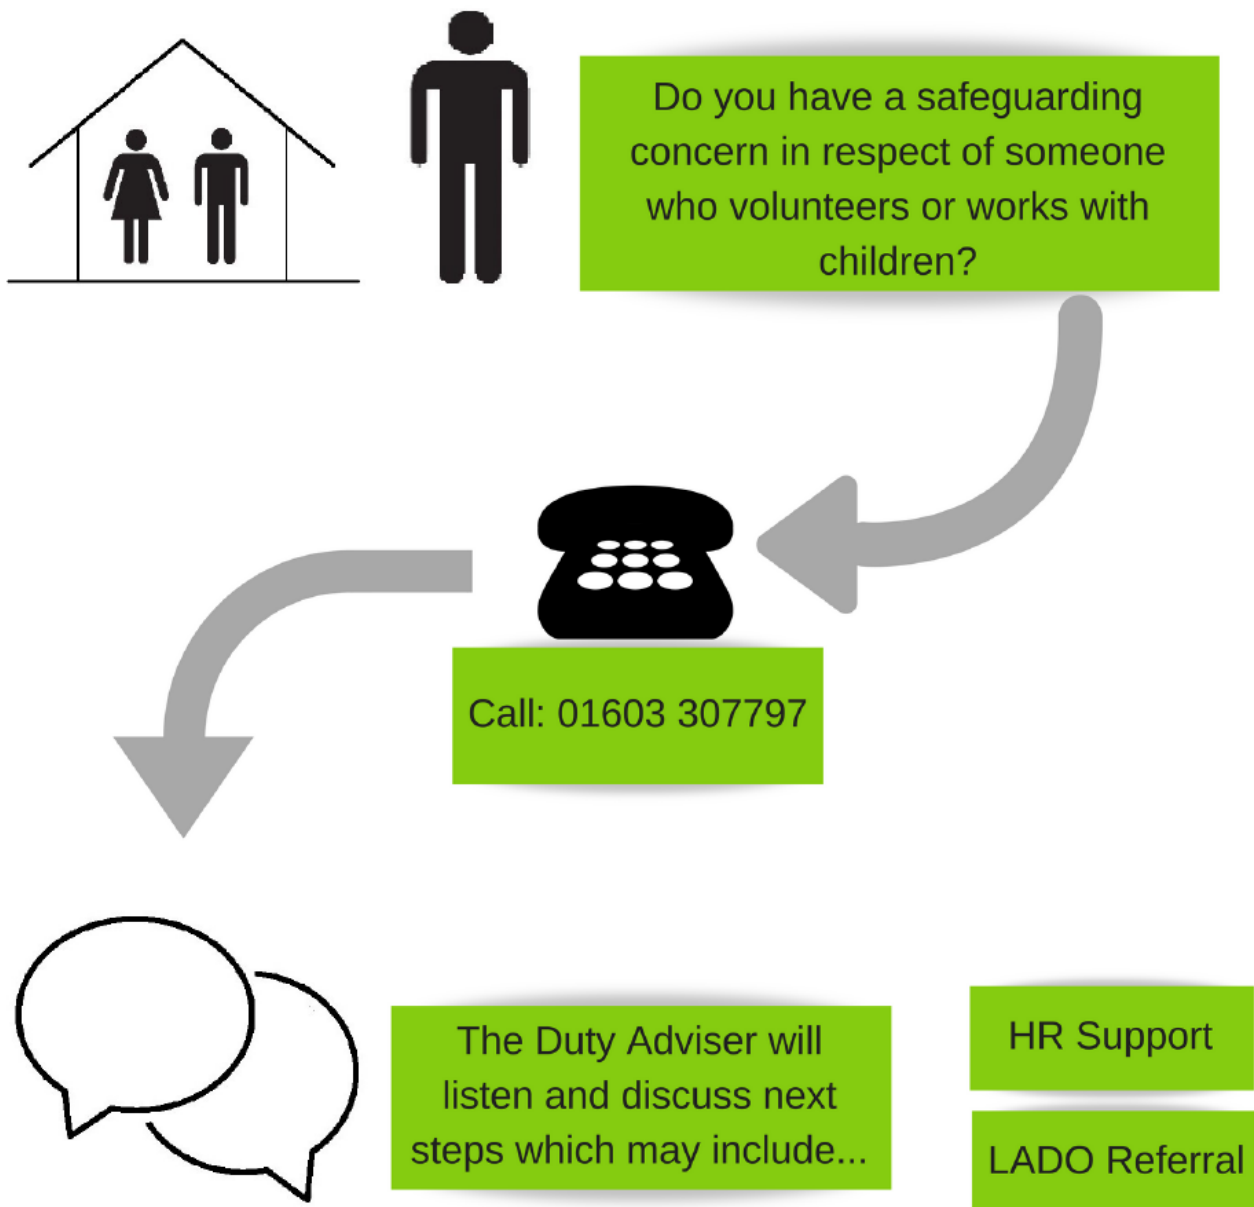 Do you have a safeguarding
concern in respect of someone
who volunteers or works with
children?
Call: 01603 307797
The Duty Adviser will
listen and discuss next
steps which may include...
HR Support
LADO Referral